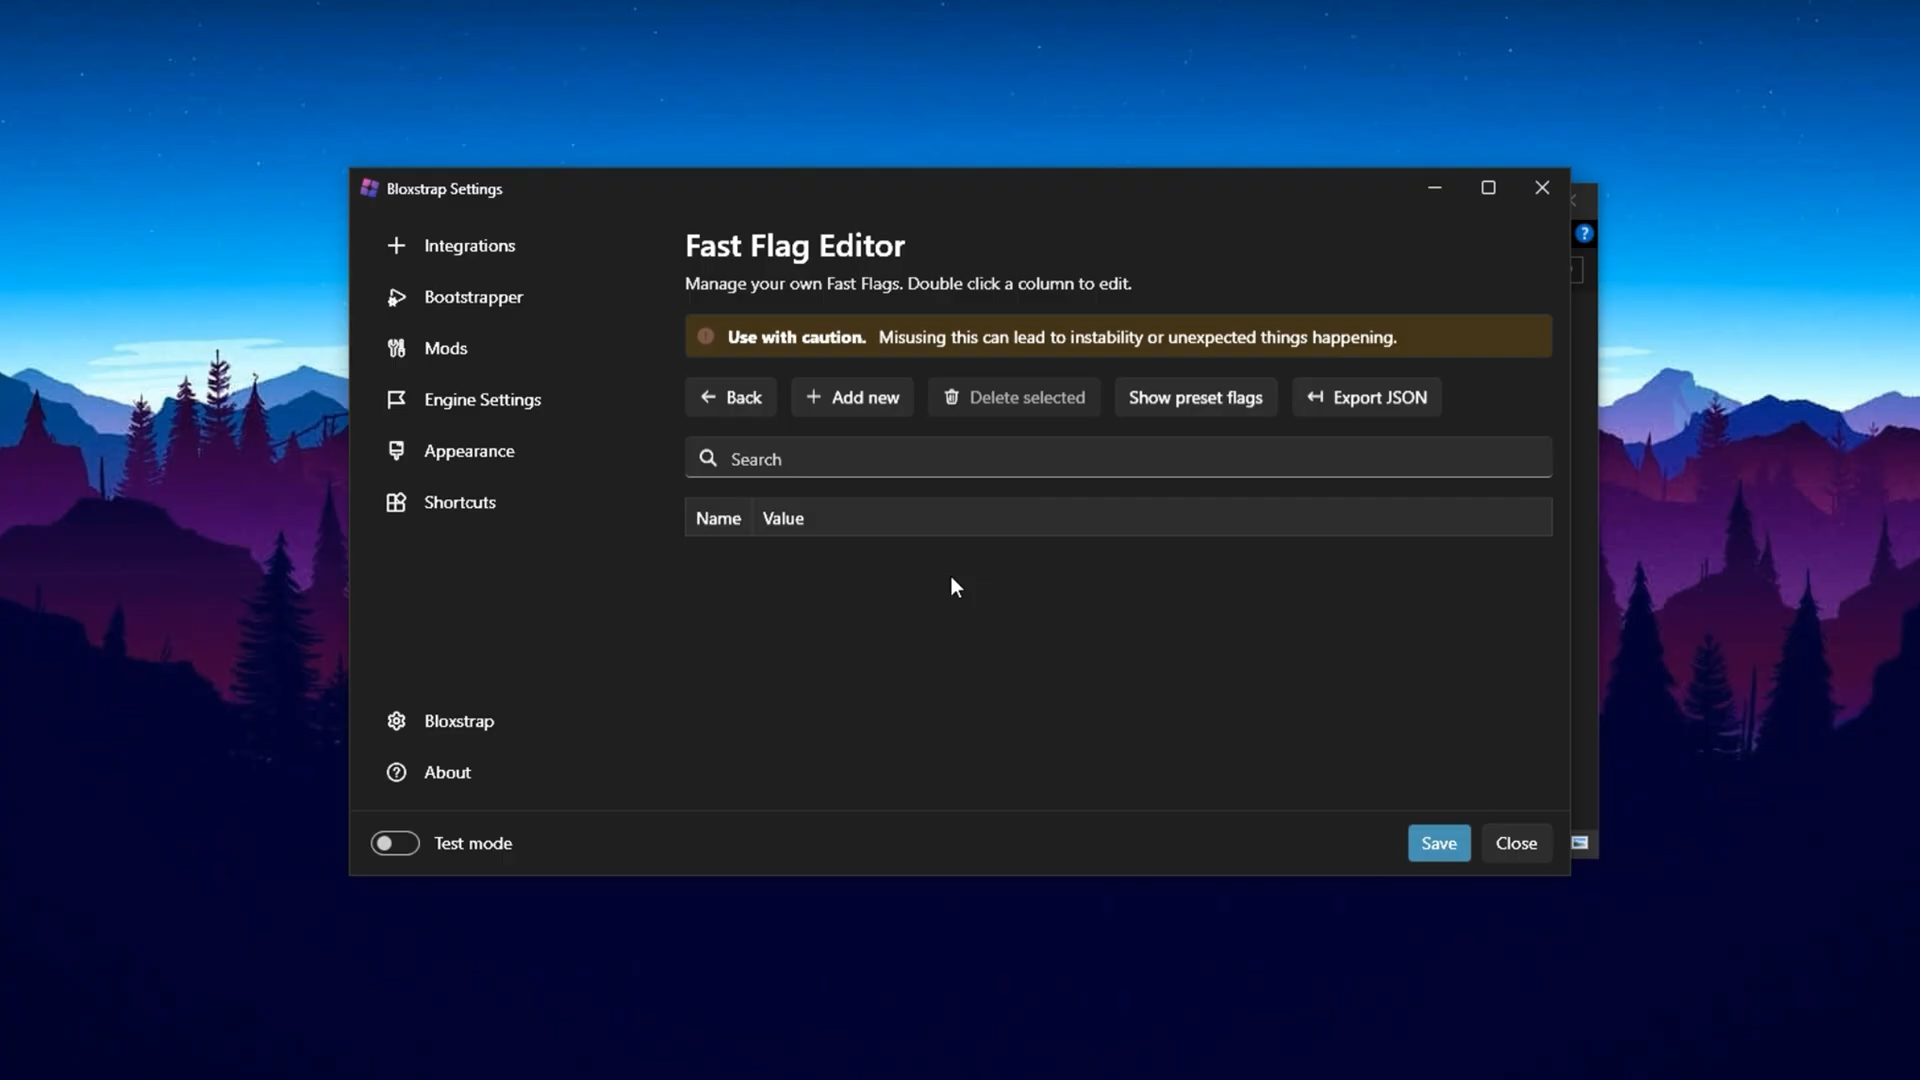 Bloxstrap Settings
Integrations
Bootstrapper
Mods
Engine Settings
Appearance
Shortcuts
Bloxstrap
About
Test mode
Fast Flag Editor
Manage your own Fast Flags. Double click a column to edit.
Use with caution. Misusing this can lead to instability or unexpected things happening.
Back Add new Delete selected Show preset flags Export JSON
Search
Name Value
Save Close